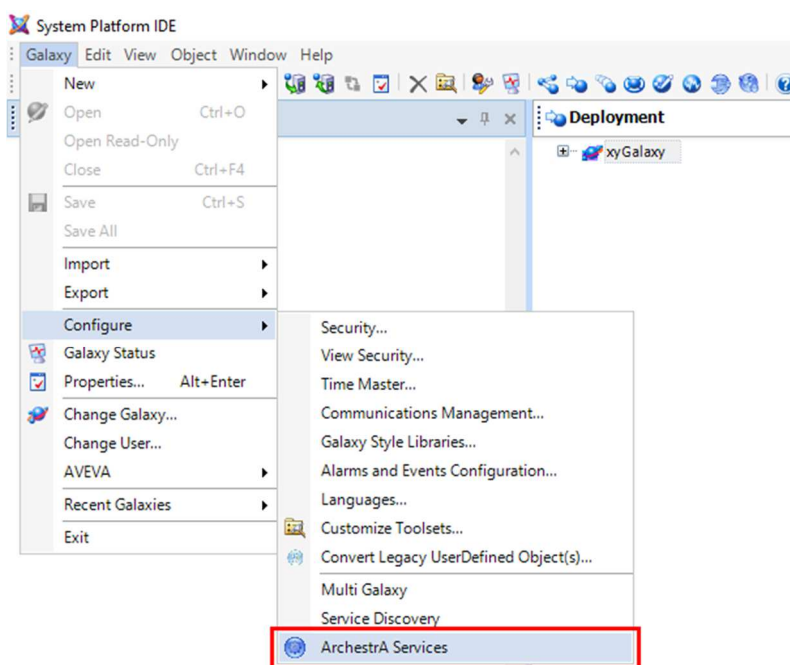 System Platform IDE
Galaxy Edit View Object Window Help
New
Open Ctrl+O
Open Read-Only
Close Ctrl+F4
Save Ctrl+S
Save All
Import
Export
Configure
Galaxy Status
Properties... Alt+Enter
Change Galaxy...
Change User...
AVEVA
Recent Galaxies
Exit
Deployment
xyGalaxy
Security...
View Security...
Time Master...
Communications Management...
Galaxy Style Libraries...
Alarms and Events Configuration...
Languages...
Customize Toolsets...
Convert Legacy UserDefined Object(s)...
Multi Galaxy
Service Discovery
ArchestrA Services